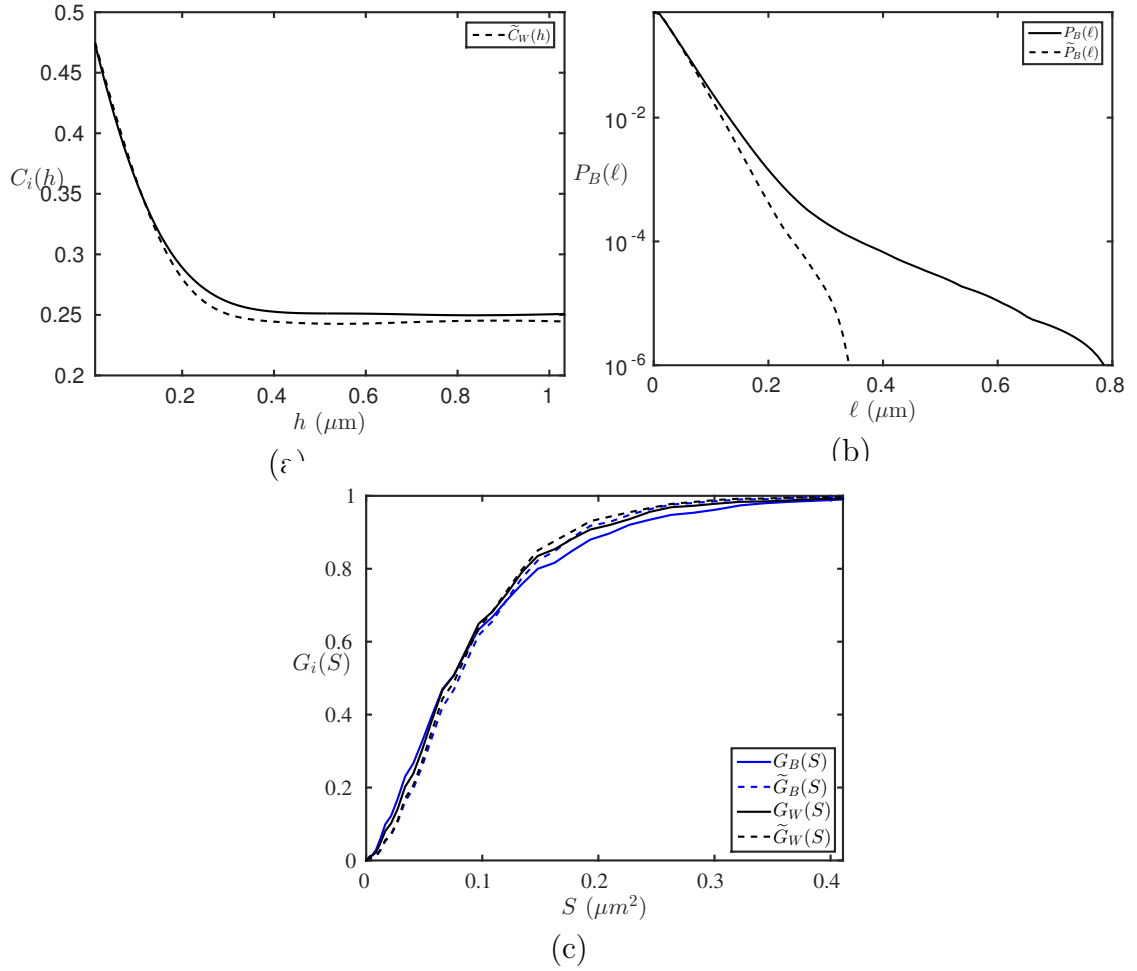 0.5
0.45
0.4
0.35
0.3
0.25
0.2
C_i(h)
0.2
0.4
0.6
0.8
1
h (μm)
C̃_W(h)
10^-2
10^-4
10^-6
P_B(ℓ)
0
0.2
0.4
0.6
0.8
ℓ (μm)
P_B(ℓ)
P̃_B(ℓ)
(b)
1
0.8
0.6
0.4
0.2
0
G_i(S)
0
0.1
0.2
0.3
0.4
S (μm^2)
G_B(S)
G̃_B(S)
G_W(S)
G̃_W(S)
(c)